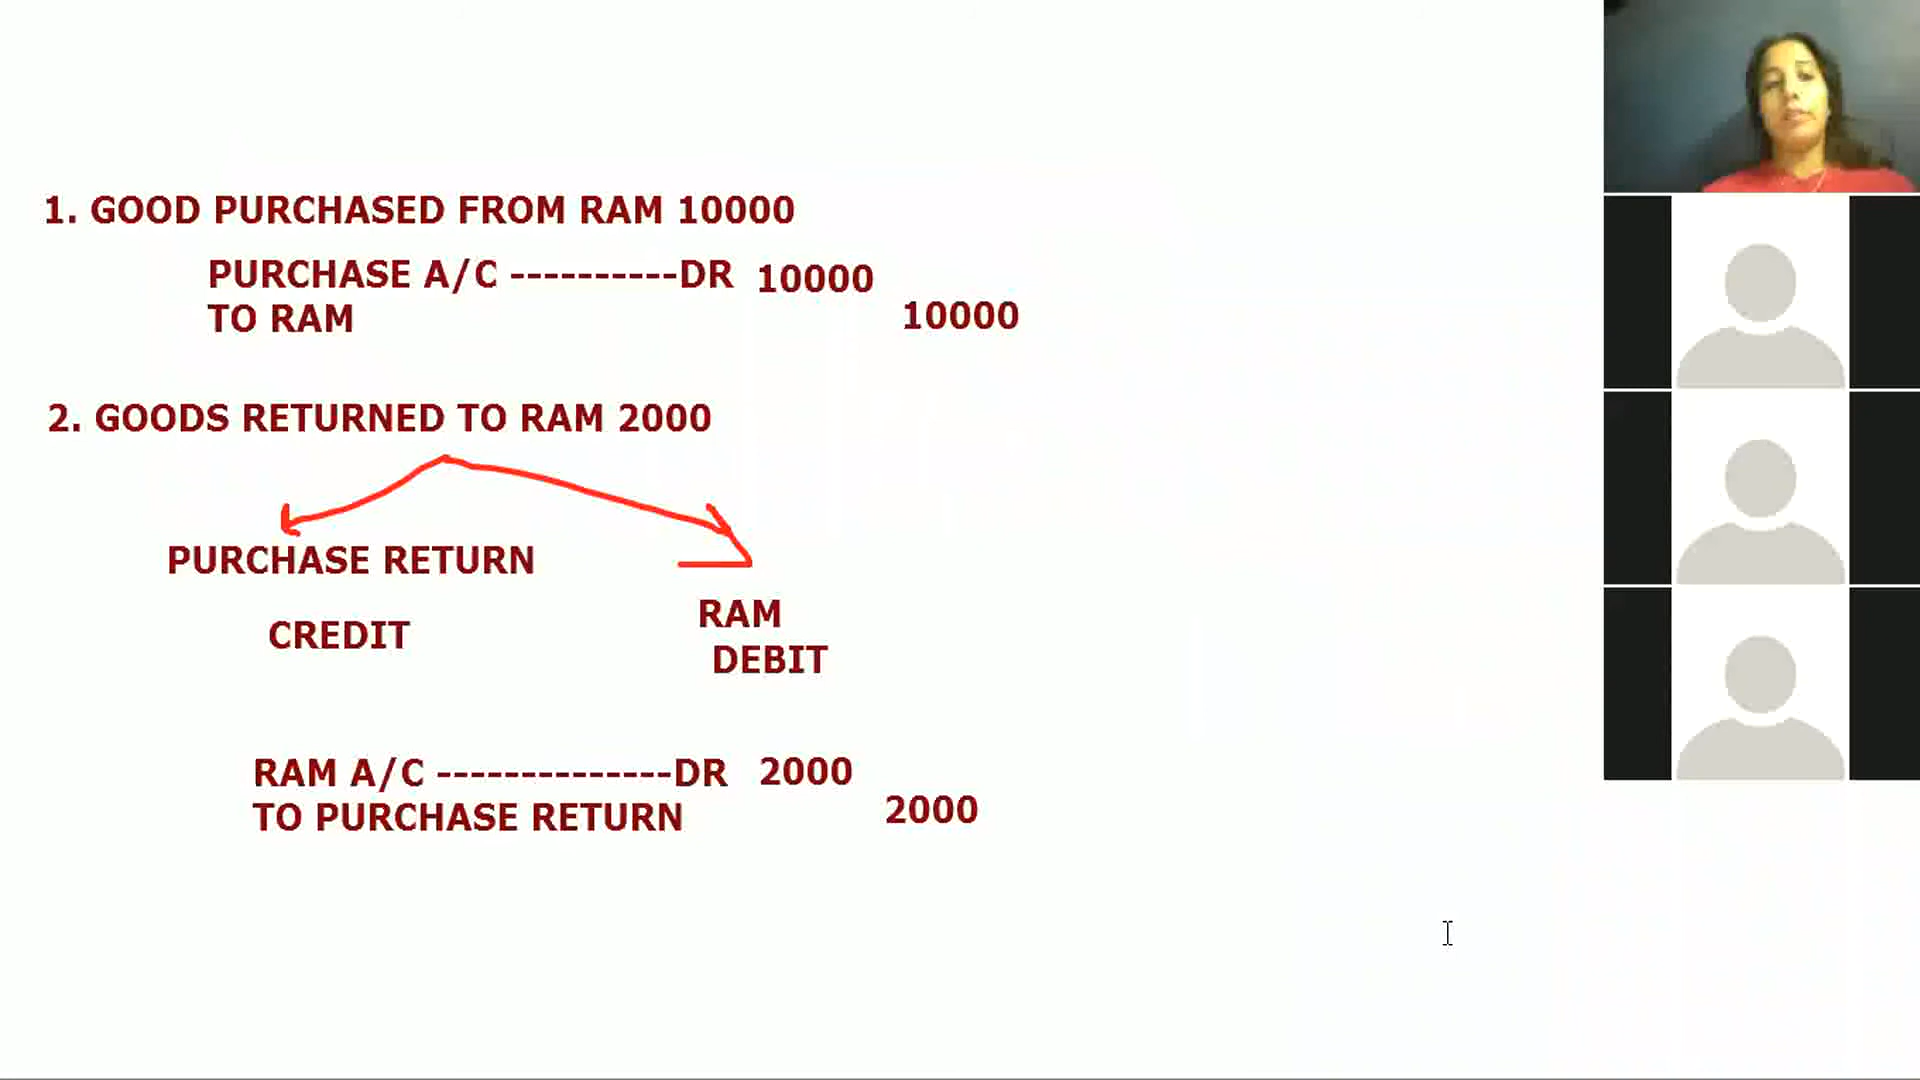 1. GOOD PURCHASED FROM RAM 10000
PURCHASE A/C ----------DR 10000
TO RAM 10000
2. GOODS RETURNED TO RAM 2000
PURCHASE RETURN
CREDIT
RAM
DEBIT
RAM A/C --------------DR 2000
TO PURCHASE RETURN 2000